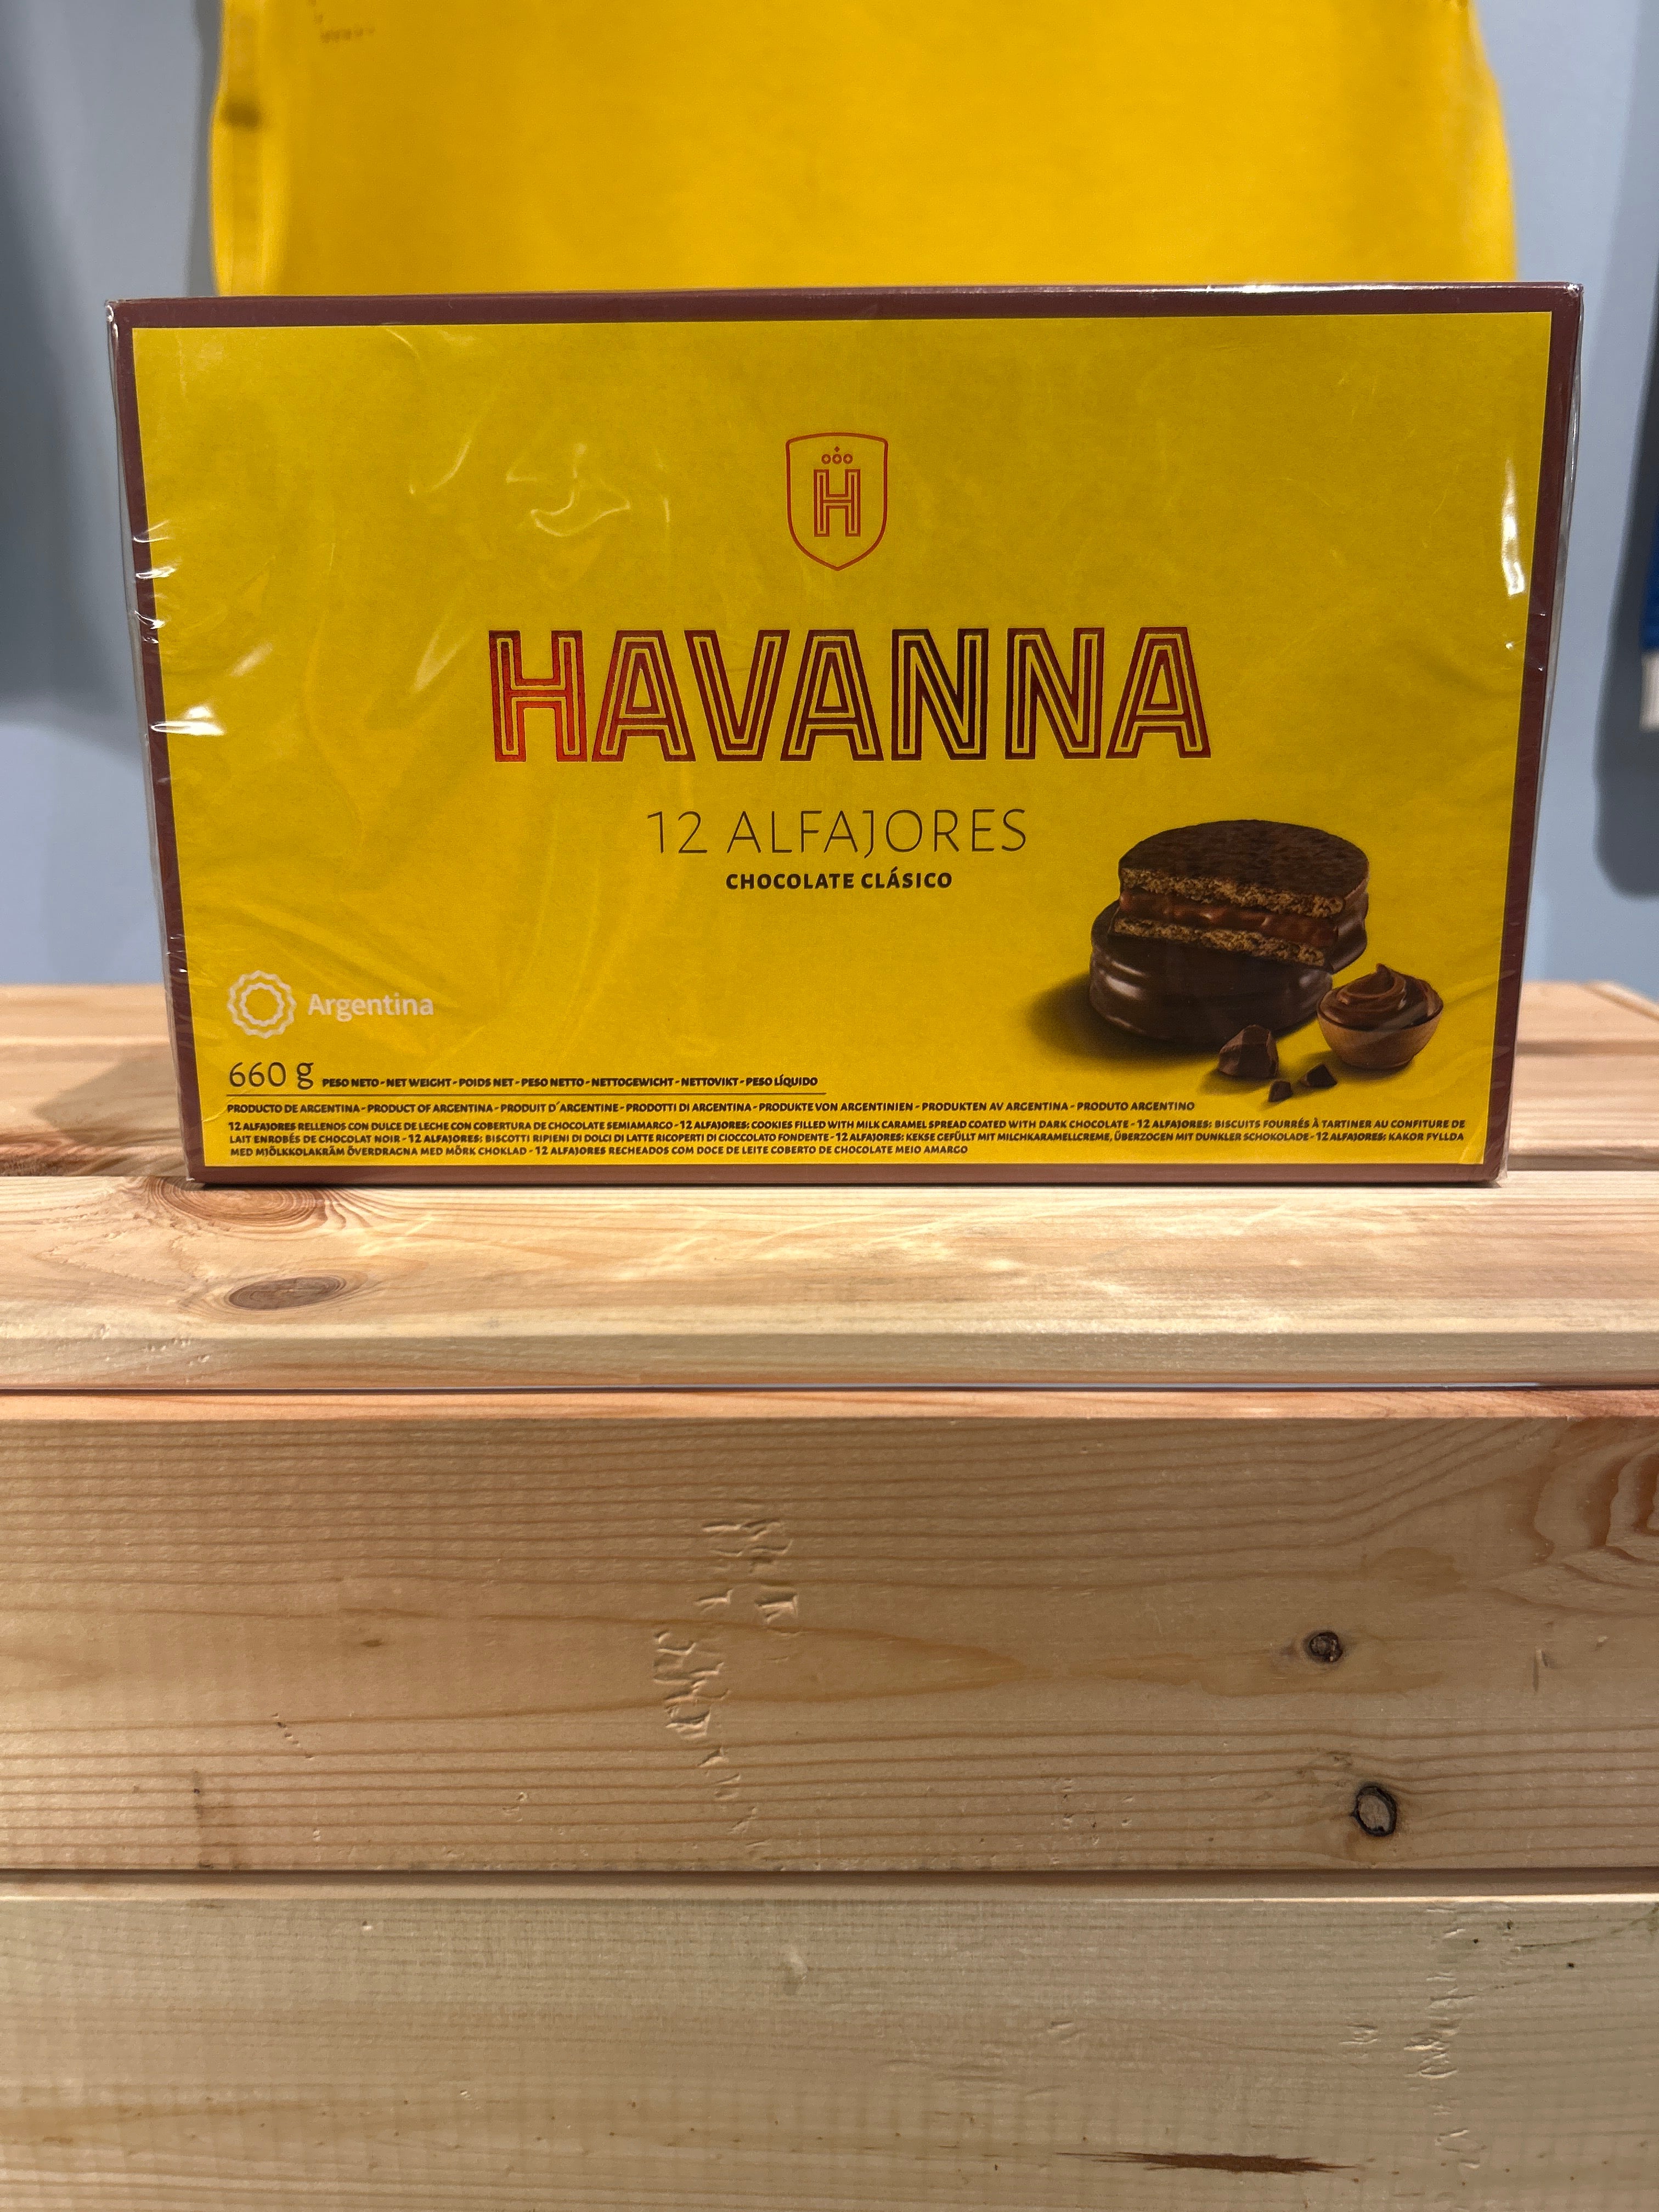 H
HAVANNA
12 ALFAJORES
CHOCOLATE CLÁSICO
Argentina
660 g PESO NETO - NET WEIGHT - POIDS NET - PESO NETTO - NETTOGEWICHT - NETTOVIKT - PESO LÍQUIDO
PRODUCTO DE ARGENTINA - PRODUCT OF ARGENTINA - PRODUIT D´ARGENTINE - PRODOTTI DI ARGENTINA - PRODUKTE VON ARGENTINIEN - PRODUKTEN AV ARGENTINA - PRODUTO ARGENTINO
12 ALFAJORES RELLENOS CON DULCE DE LECHE CON COBERTURA DE CHOCOLATE SEMIAMARGO - 12 ALFAJORES: COOKIES FILLED WITH MILK CARAMEL SPREAD COATED WITH DARK CHOCOLATE - 12 ALFAJORES: BISCUITS FOURRÉS À TARTINER AU CONFITURE DE
LAIT ENROBÉS DE CHOCOLAT NOIR - 12 ALFAJORES: BISCOTTI RIPIENI DI DOLCI DI LATTE RICOPERTI DI CIOCCOLATO FONDENTE - 12 ALFAJORES: KEKSE GEFÜLLT MIT MILCHKARAMELLCREME, ÜBERZOGEN MIT DUNKLER SCHOKOLADE - 12 ALFAJORES: KAKOR FYLLDA
MED MJÖLKKOLAKRÄM ÖVERDRAGNA MED MÖRK CHOKLAD - 12 ALFAJORES RECHEADOS COM DOCE DE LEITE COBERTO DE CHOCOLATE MEIO AMARGO